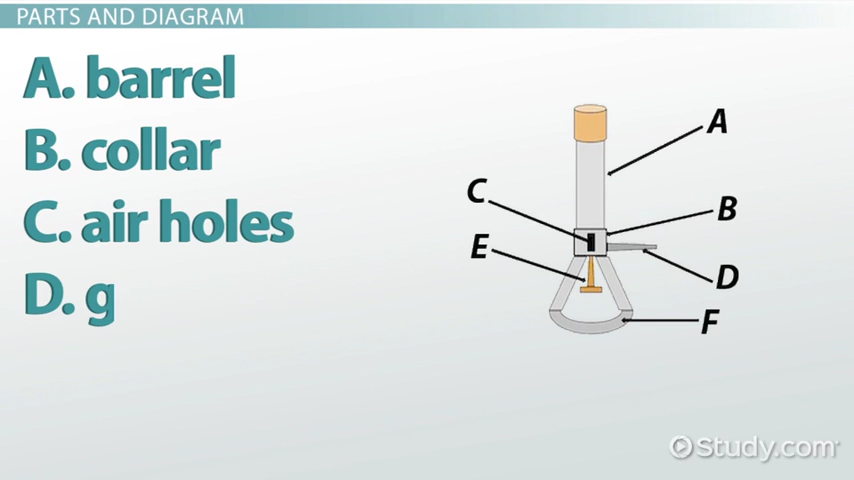 PARTS AND DIAGRAM
A. barrel
B. collar
C. air holes
D. g
A
C
B
E
D
F
Study.com